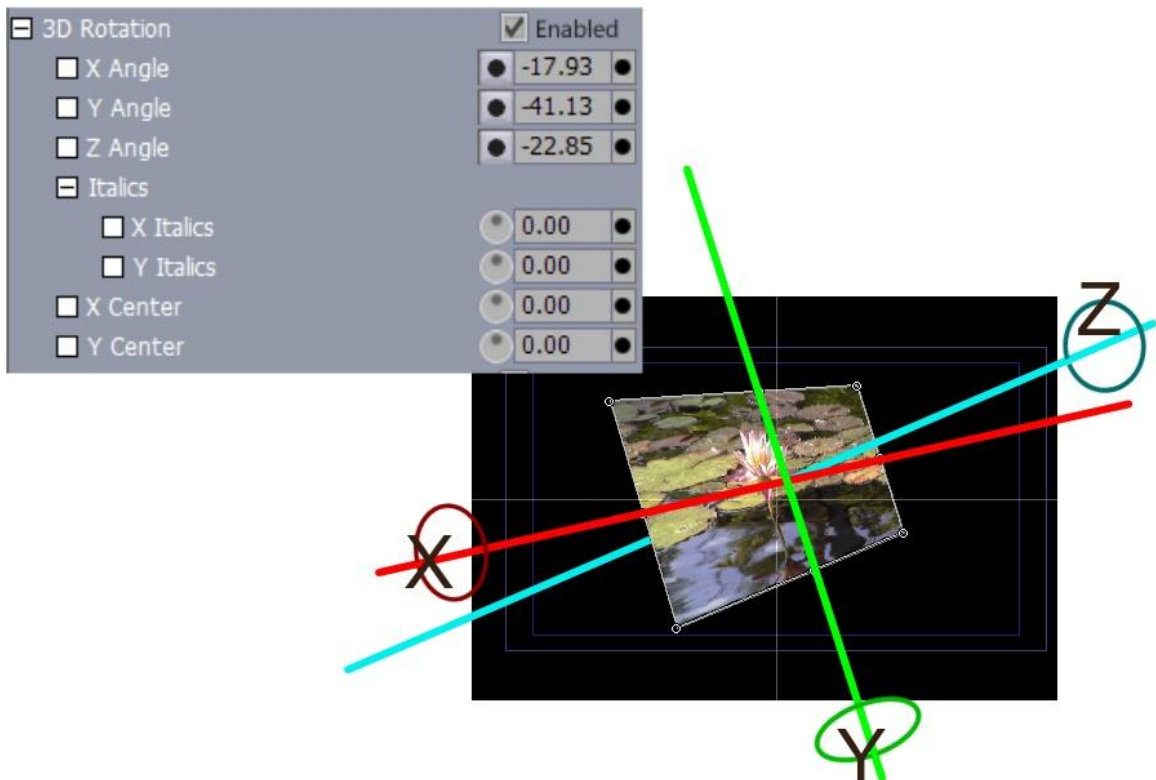 3D Rotation Enabled
X Angle -17.93
Y Angle -41.13
Z Angle -22.85
Italics
X Italics 0.00
Y Italics 0.00
X Center 0.00
Y Center 0.00
Z
X
Y